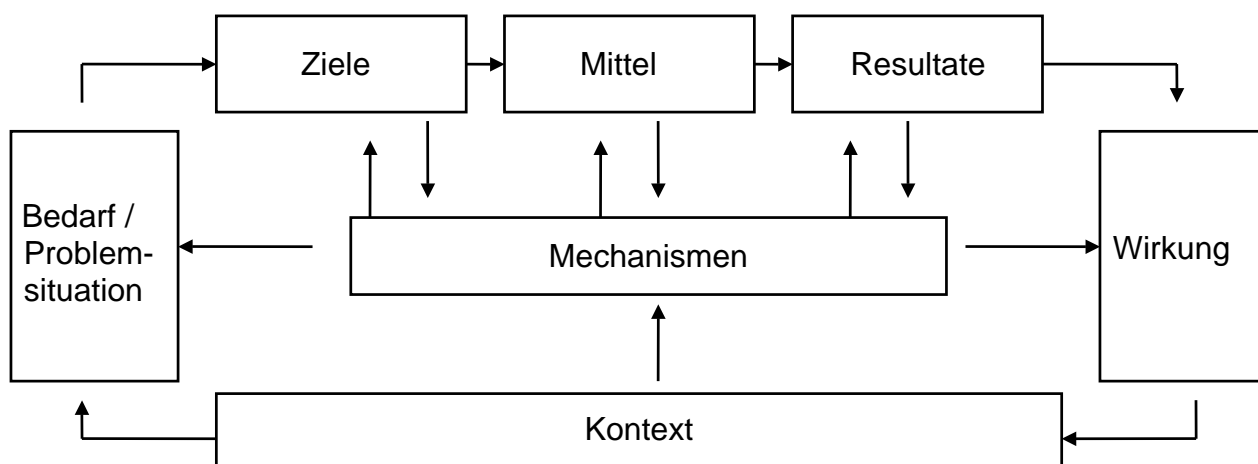 Ziele
Mittel
Resultate
Bedarf /
Problem-
situation
Mechanismen
Wirkung
Kontext